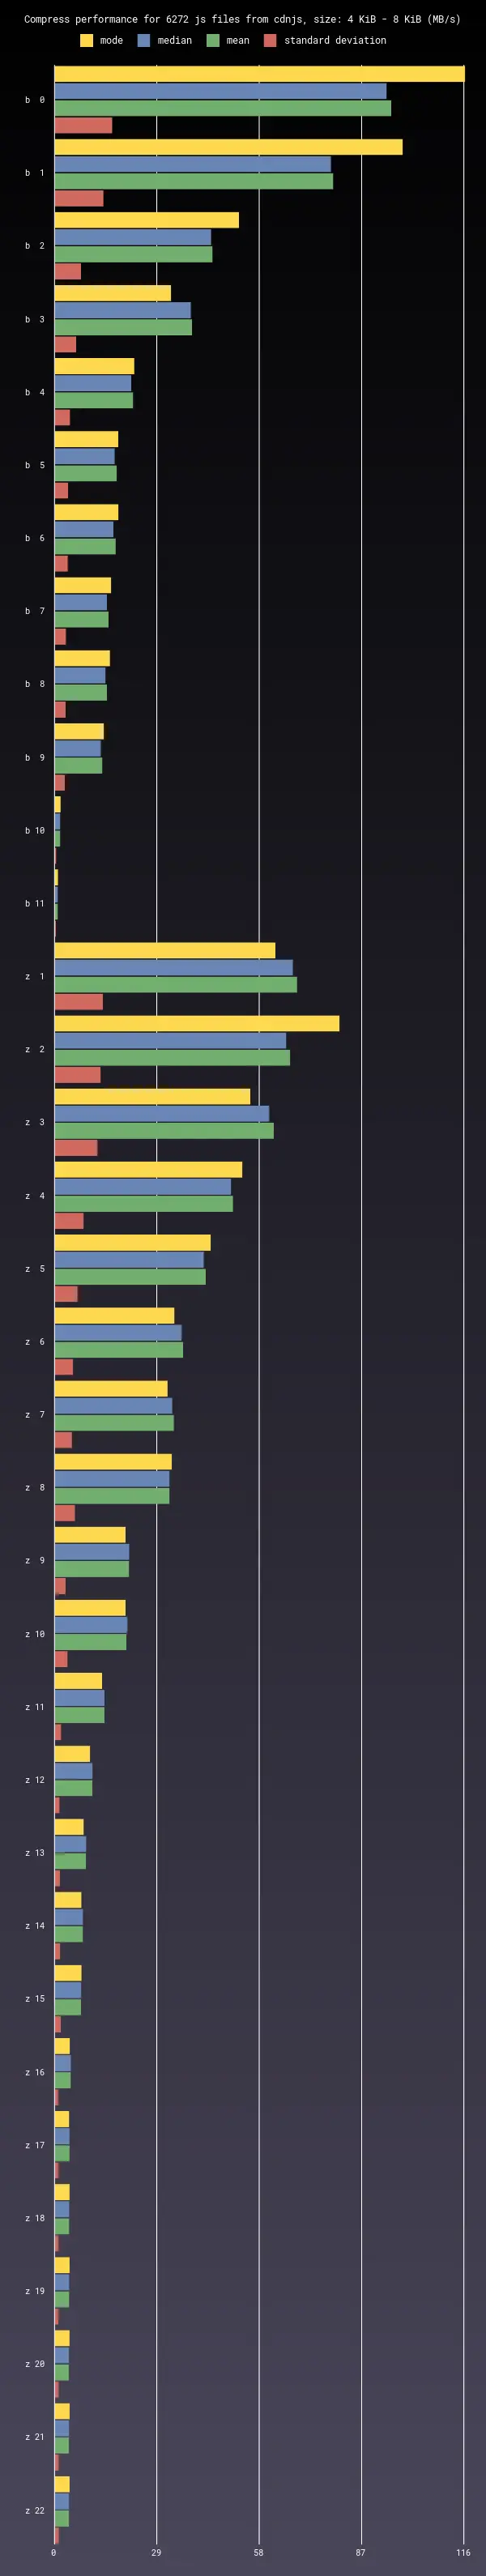 Compress performance for 6272 js files from cdnjs, size: 4 KiB - 8 KiB (MB/s)
mode median mean standard deviation
b 0
b 1
b 2
b 3
b 4
b 5
b 6
b 7
b 8
b 9
b 10
b 11
z 1
z 2
z 3
z 4
z 5
z 6
z 7
z 8
z 9
z 10
z 11
z 12
z 13
z 14
z 15
z 16
z 17
z 18
z 19
z 20
z 21
z 22
0 29 58 87 116